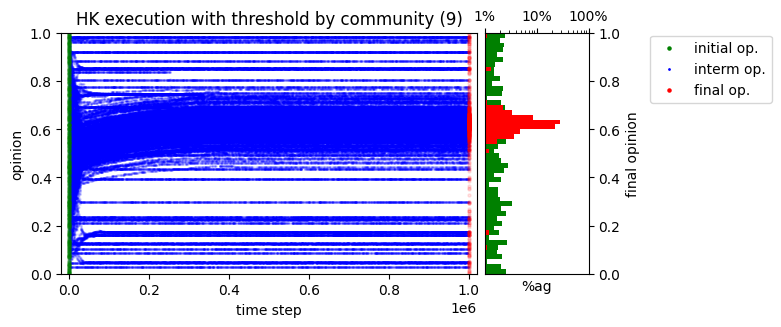 HK execution with threshold by community (9)
1% 10% 100%
initial op.
interm op.
final op.
1.0
0.8
0.6
0.4
0.2
0.0
opinion
1.0
0.8
0.6
0.4
0.2
0.0
final opinion
0.0 0.2 0.4 0.6 0.8 1.0
1e6
time step
%ag